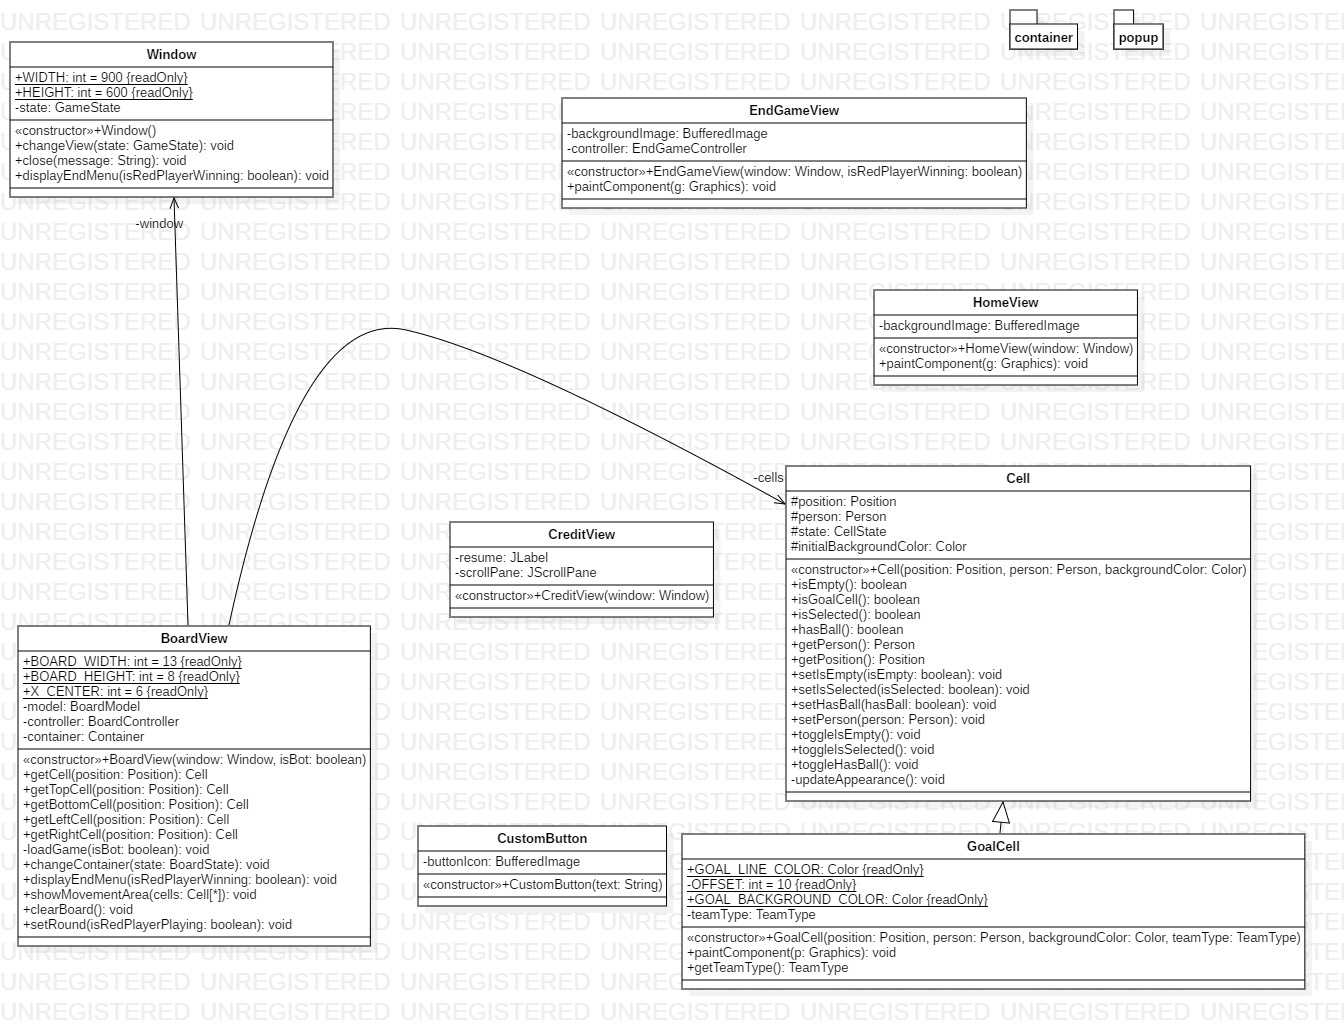 container
popup
Window
+WIDTH: int = 900 {readOnly}
+HEIGHT: int = 600 {readOnly}
-state: GameState
«constructor»+Window()
+changeView(state: GameState): void
+close(message: String): void
+displayEndMenu(isRedPlayerWinning: boolean): void
-window
EndGameView
-backgroundImage: BufferedImage
-controller: EndGameController
«constructor»+EndGameView(window: Window, isRedPlayerWinning: boolean)
+paintComponent(g: Graphics): void
HomeView
-backgroundImage: BufferedImage
«constructor»+HomeView(window: Window)
+paintComponent(g: Graphics): void
-cells
Cell
#position: Position
#person: Person
#state: CellState
#initialBackgroundColor: Color
«constructor»+Cell(position: Position, person: Person, backgroundColor: Color)
+isEmpty(): boolean
+isGoalCell(): boolean
+isSelected(): boolean
+hasBall(): boolean
+getPerson(): Person
+getPosition(): Position
+setIsEmpty(isEmpty: boolean): void
+setIsSelected(isSelected: boolean): void
+setHasBall(hasBall: boolean): void
+setPerson(person: Person): void
+toggleIsEmpty(): void
+toggleIsSelected(): void
+toggleHasBall(): void
-updateAppearance(): void
CreditView
-resume: JLabel
-scrollPane: JScrollPane
«constructor»+CreditView(window: Window)
BoardView
+BOARD_WIDTH: int = 13 {readOnly}
+BOARD_HEIGHT: int = 8 {readOnly}
+X_CENTER: int = 6 {readOnly}
-model: BoardModel
-controller: BoardController
-container: Container
«constructor»+BoardView(window: Window, isBot: boolean)
+getCell(position: Position): Cell
+getTopCell(position: Position): Cell
+getBottomCell(position: Position): Cell
+getLeftCell(position: Position): Cell
+getRightCell(position: Position): Cell
-loadGame(isBot: boolean): void
+changeContainer(state: BoardState): void
+displayEndMenu(isRedPlayerWinning: boolean): void
+showMovementArea(cells: Cell[*]): void
+clearBoard(): void
+setRound(isRedPlayerPlaying: boolean): void
CustomButton
-buttonIcon: BufferedImage
«constructor»+CustomButton(text: String)
GoalCell
+GOAL_LINE_COLOR: Color {readOnly}
-OFFSET: int = 10 {readOnly}
+GOAL_BACKGROUND_COLOR: Color {readOnly}
-teamType: TeamType
«constructor»+GoalCell(position: Position, person: Person, backgroundColor: Color, teamType: TeamType)
+paintComponent(p: Graphics): void
+getTeamType(): TeamType